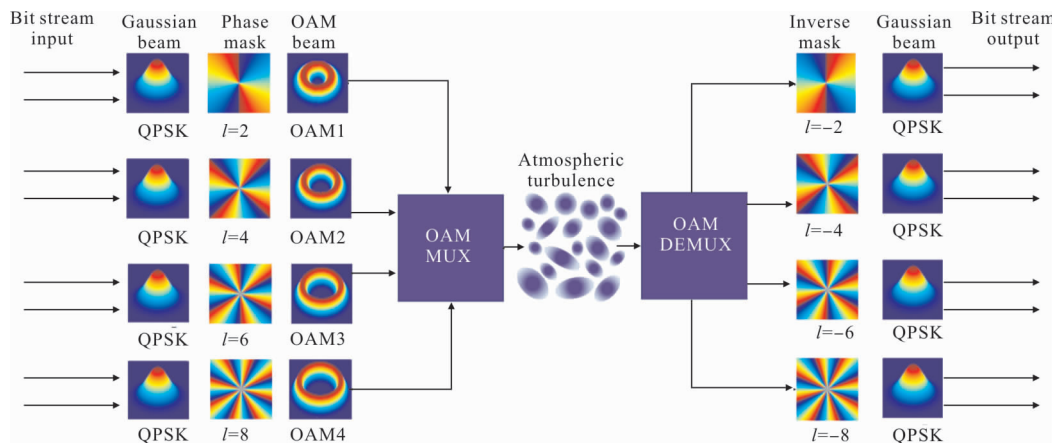 Bit stream
input
Gaussian
beam
Phase
mask
OAM
beam
Inverse
mask
Gaussian
beam
Bit stream
output
QPSK
l=2
OAM1
l=−2
QPSK
Atmospheric
turbulence
QPSK
l=4
OAM2
OAM
MUX
OAM
DEMUX
l=−4
QPSK
QPSK
l=6
OAM3
l=−6
QPSK
QPSK
l=8
OAM4
l=−8
QPSK